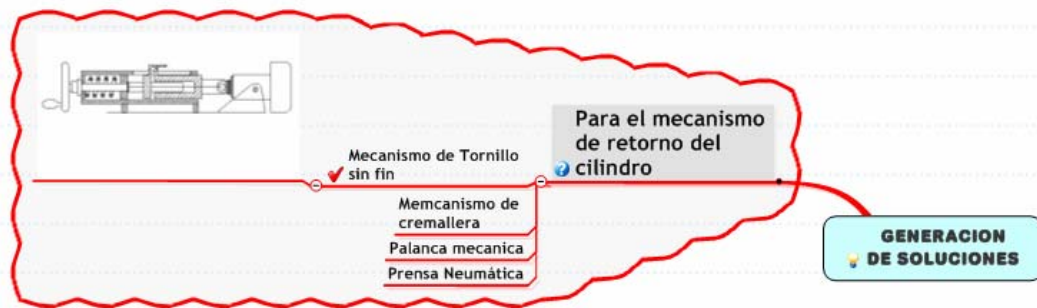 Para el mecanismo
de retorno del
cilindro
Mecanismo de Tornillo
sin fin
Memcanismo de
cremallera
Palanca mecanica
Prensa Neumática
GENERACION
DE SOLUCIONES